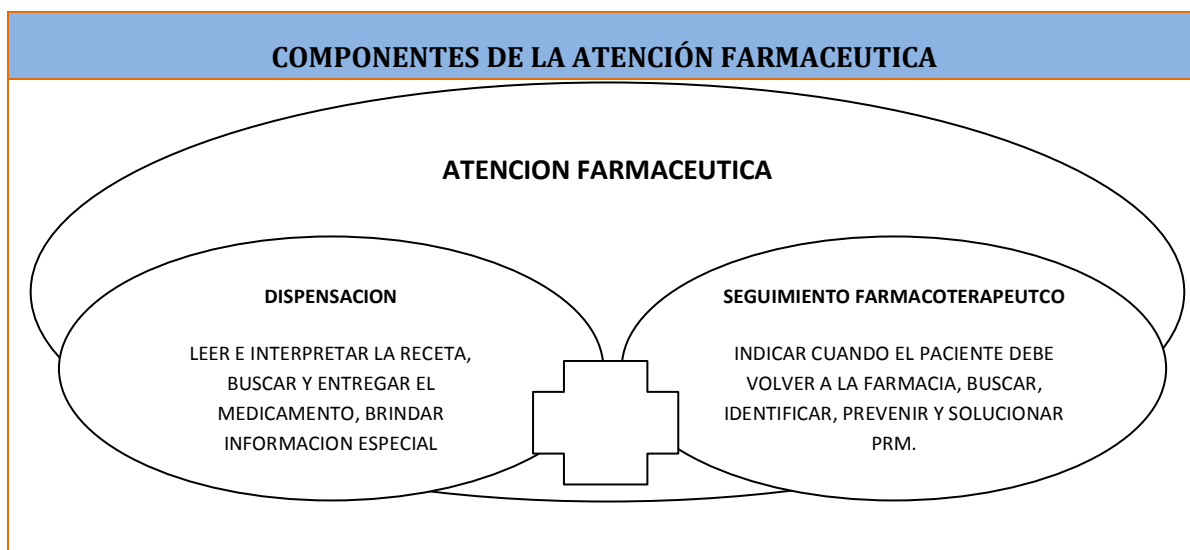 COMPONENTES DE LA ATENCIÓN FARMACEUTICA
ATENCION FARMACEUTICA
DISPENSACION
LEER E INTERPRETAR LA RECETA,
BUSCAR Y ENTREGAR EL
MEDICAMENTO, BRINDAR
INFORMACION ESPECIAL
SEGUIMIENTO FARMACOTERAPEUTCO
INDICAR CUANDO EL PACIENTE DEBE
VOLVER A LA FARMACIA, BUSCAR,
IDENTIFICAR, PREVENIR Y SOLUCIONAR
PRM.